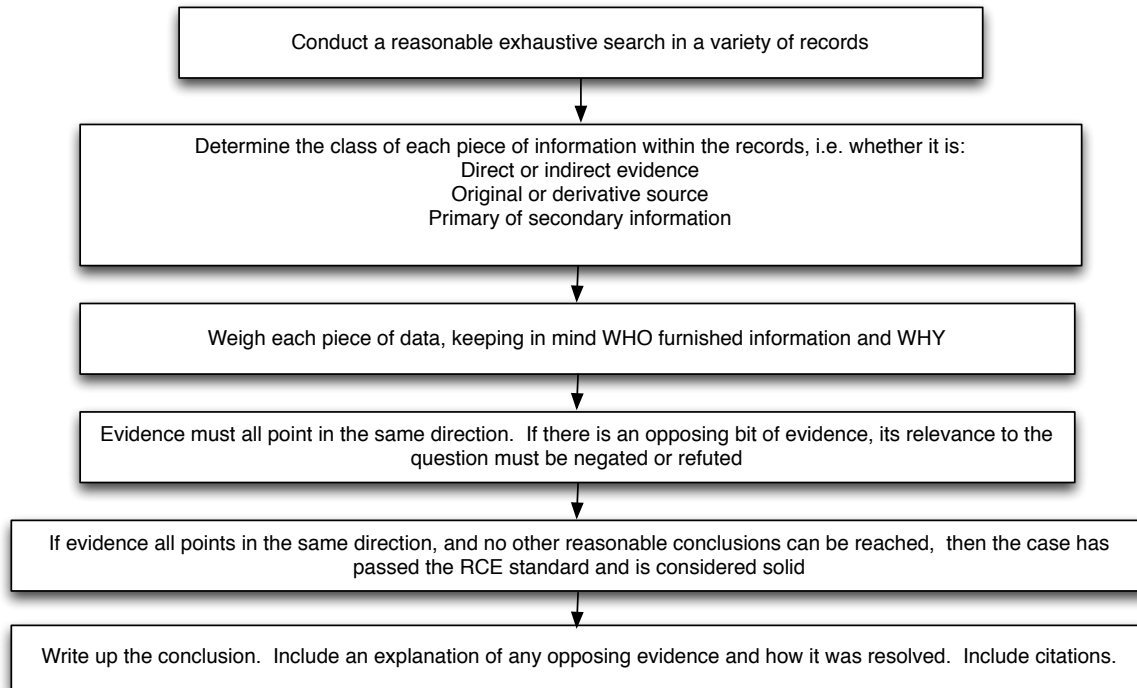 Conduct a reasonable exhaustive search in a variety of records
Determine the class of each piece of information within the records, i.e. whether it is:
Direct or indirect evidence
Original or derivative source
Primary of secondary information
Weigh each piece of data, keeping in mind WHO furnished information and WHY
Evidence must all point in the same direction.  If there is an opposing bit of evidence, its relevance to the
question must be negated or refuted
If evidence all points in the same direction, and no other reasonable conclusions can be reached,  then the case has
passed the RCE standard and is considered solid
Write up the conclusion.  Include an explanation of any opposing evidence and how it was resolved.  Include citations.